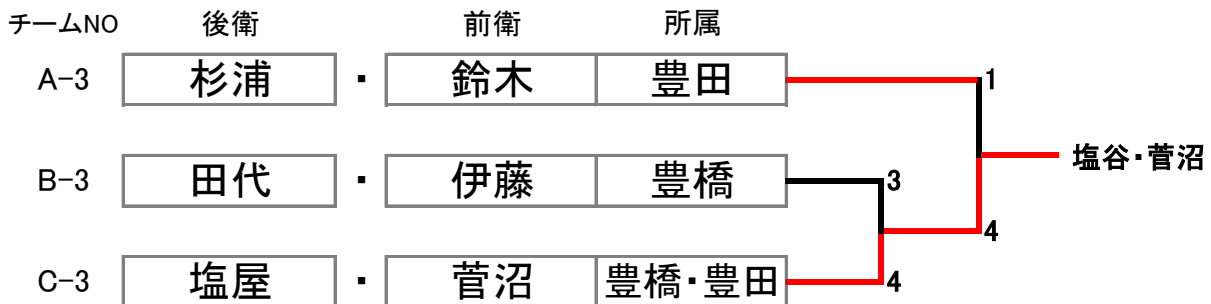 チームNO 後衛 前衛 所属
A-3 杉浦 ・ 鈴木 豊田 1
塩谷・菅沼
B-3 田代 ・ 伊藤 豊橋 3
4
C-3 塩屋 ・ 菅沼 豊橋・豊田 4